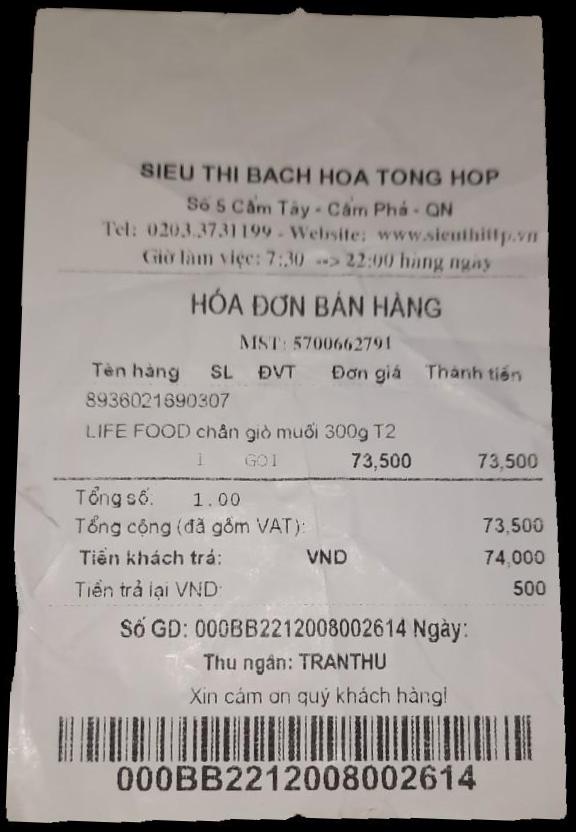 SIEU THI BACH HOA TONG HOP
Số 5 Cẩm Tây - Cẩm Phả - QN
Tel: 0203.3731199 - Website: www.sieuthittp.vn
Giờ làm việc: 7:30 --> 22:00 hàng ngày
HÓA ĐƠN BÁN HÀNG
MST: 5700662791
Tên hàng SL ĐVT Đơn giá Thành tiền
8936021690307
LIFE FOOD chân giò muối 300g T2
1 GOI 73,500 73,500
Tổng số: 1.00
Tổng cộng (đã gồm VAT): 73,500
Tiền khách trả: VND 74,000
Tiền trả lại VND: 500
Số GD: 000BB2212008002614 Ngày:
Thu ngân: TRANTHU
Xin cám ơn quý khách hàng!
000BB2212008002614